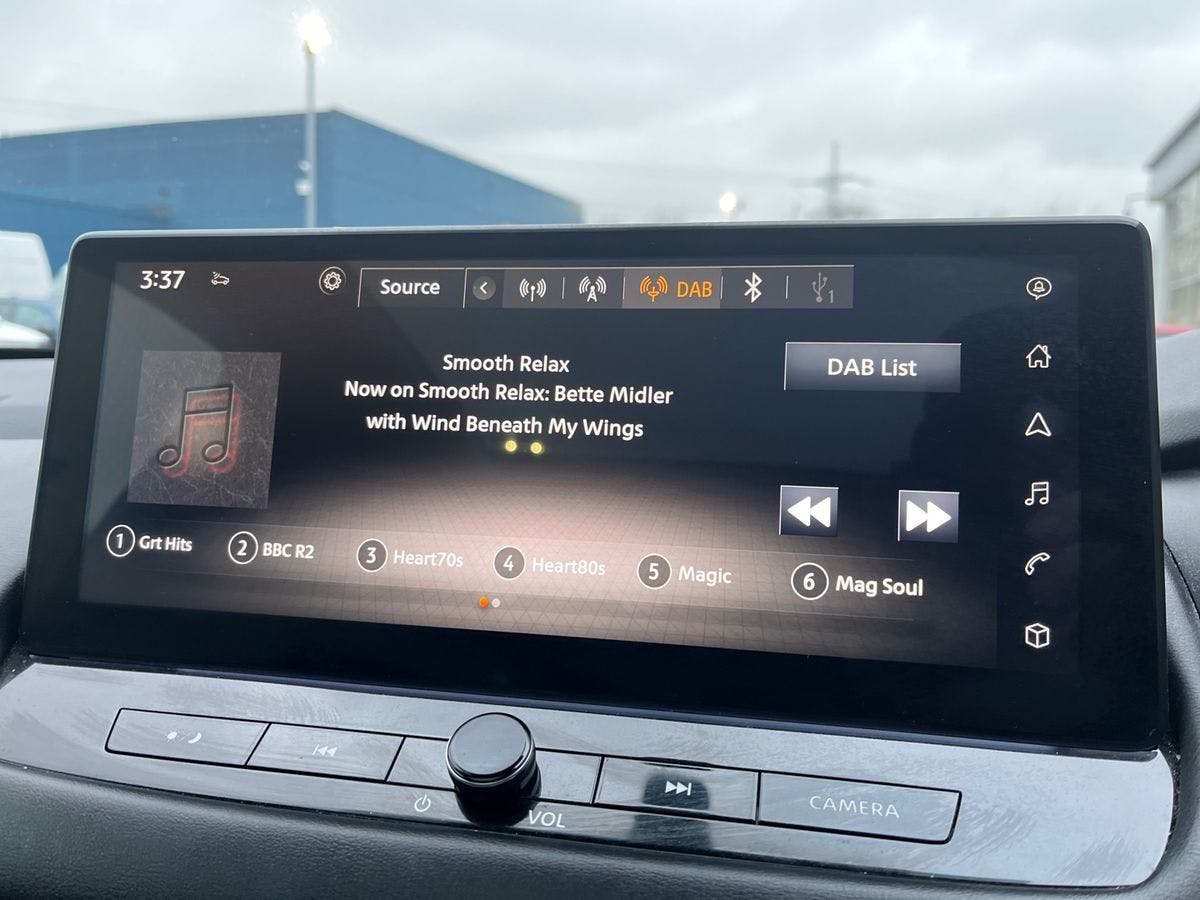 3:37
Source
DAB
1
Smooth Relax
Now on Smooth Relax: Bette Midler
with Wind Beneath My Wings
DAB List
1 Grt Hits
2 BBC R2
3 Heart70s
4 Heart80s
5 Magic
6 Mag Soul
VOL
CAMERA